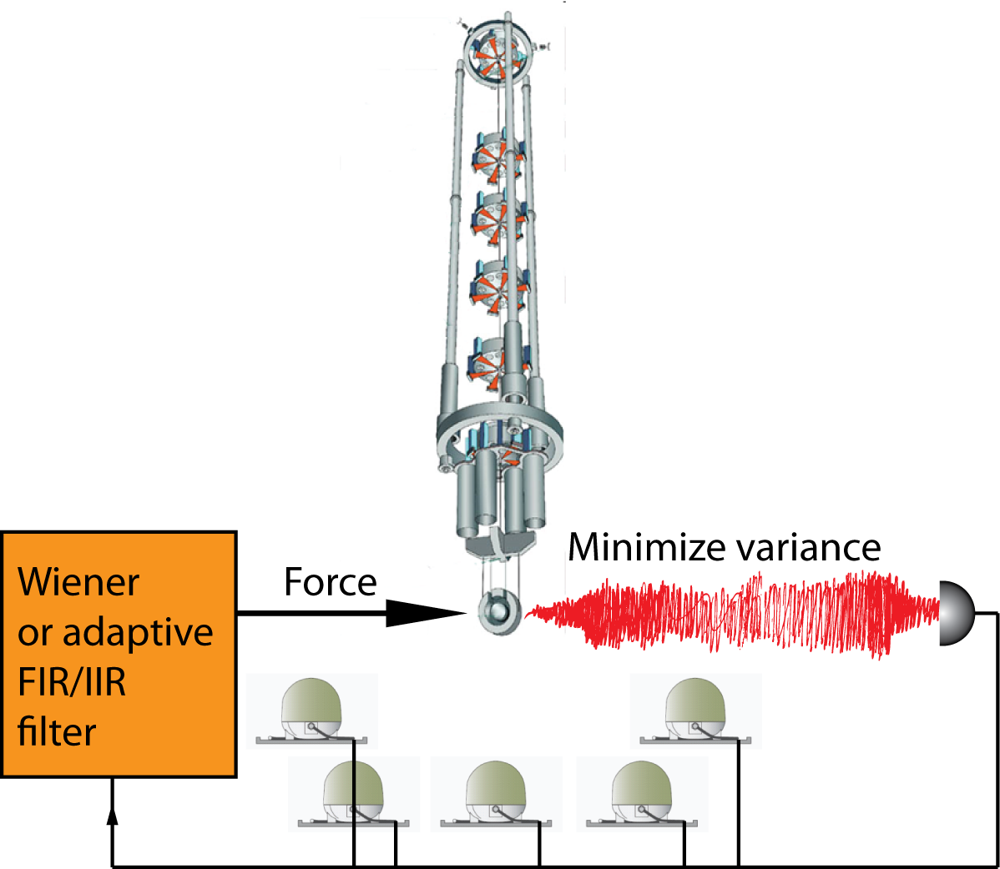 Minimize variance
Force
Wiener
or adaptive
FIR/IIR
filter